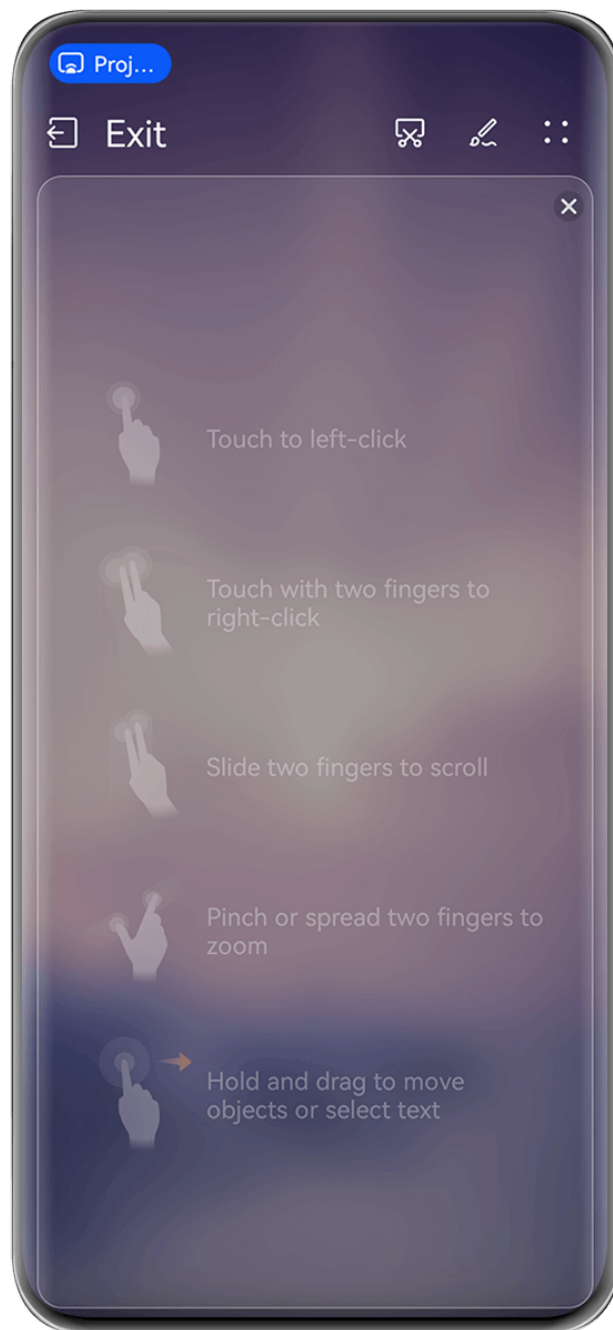 Proj...
Exit
Touch to left-click
Touch with two fingers to
right-click
Slide two fingers to scroll
Pinch or spread two fingers to
zoom
Hold and drag to move
objects or select text